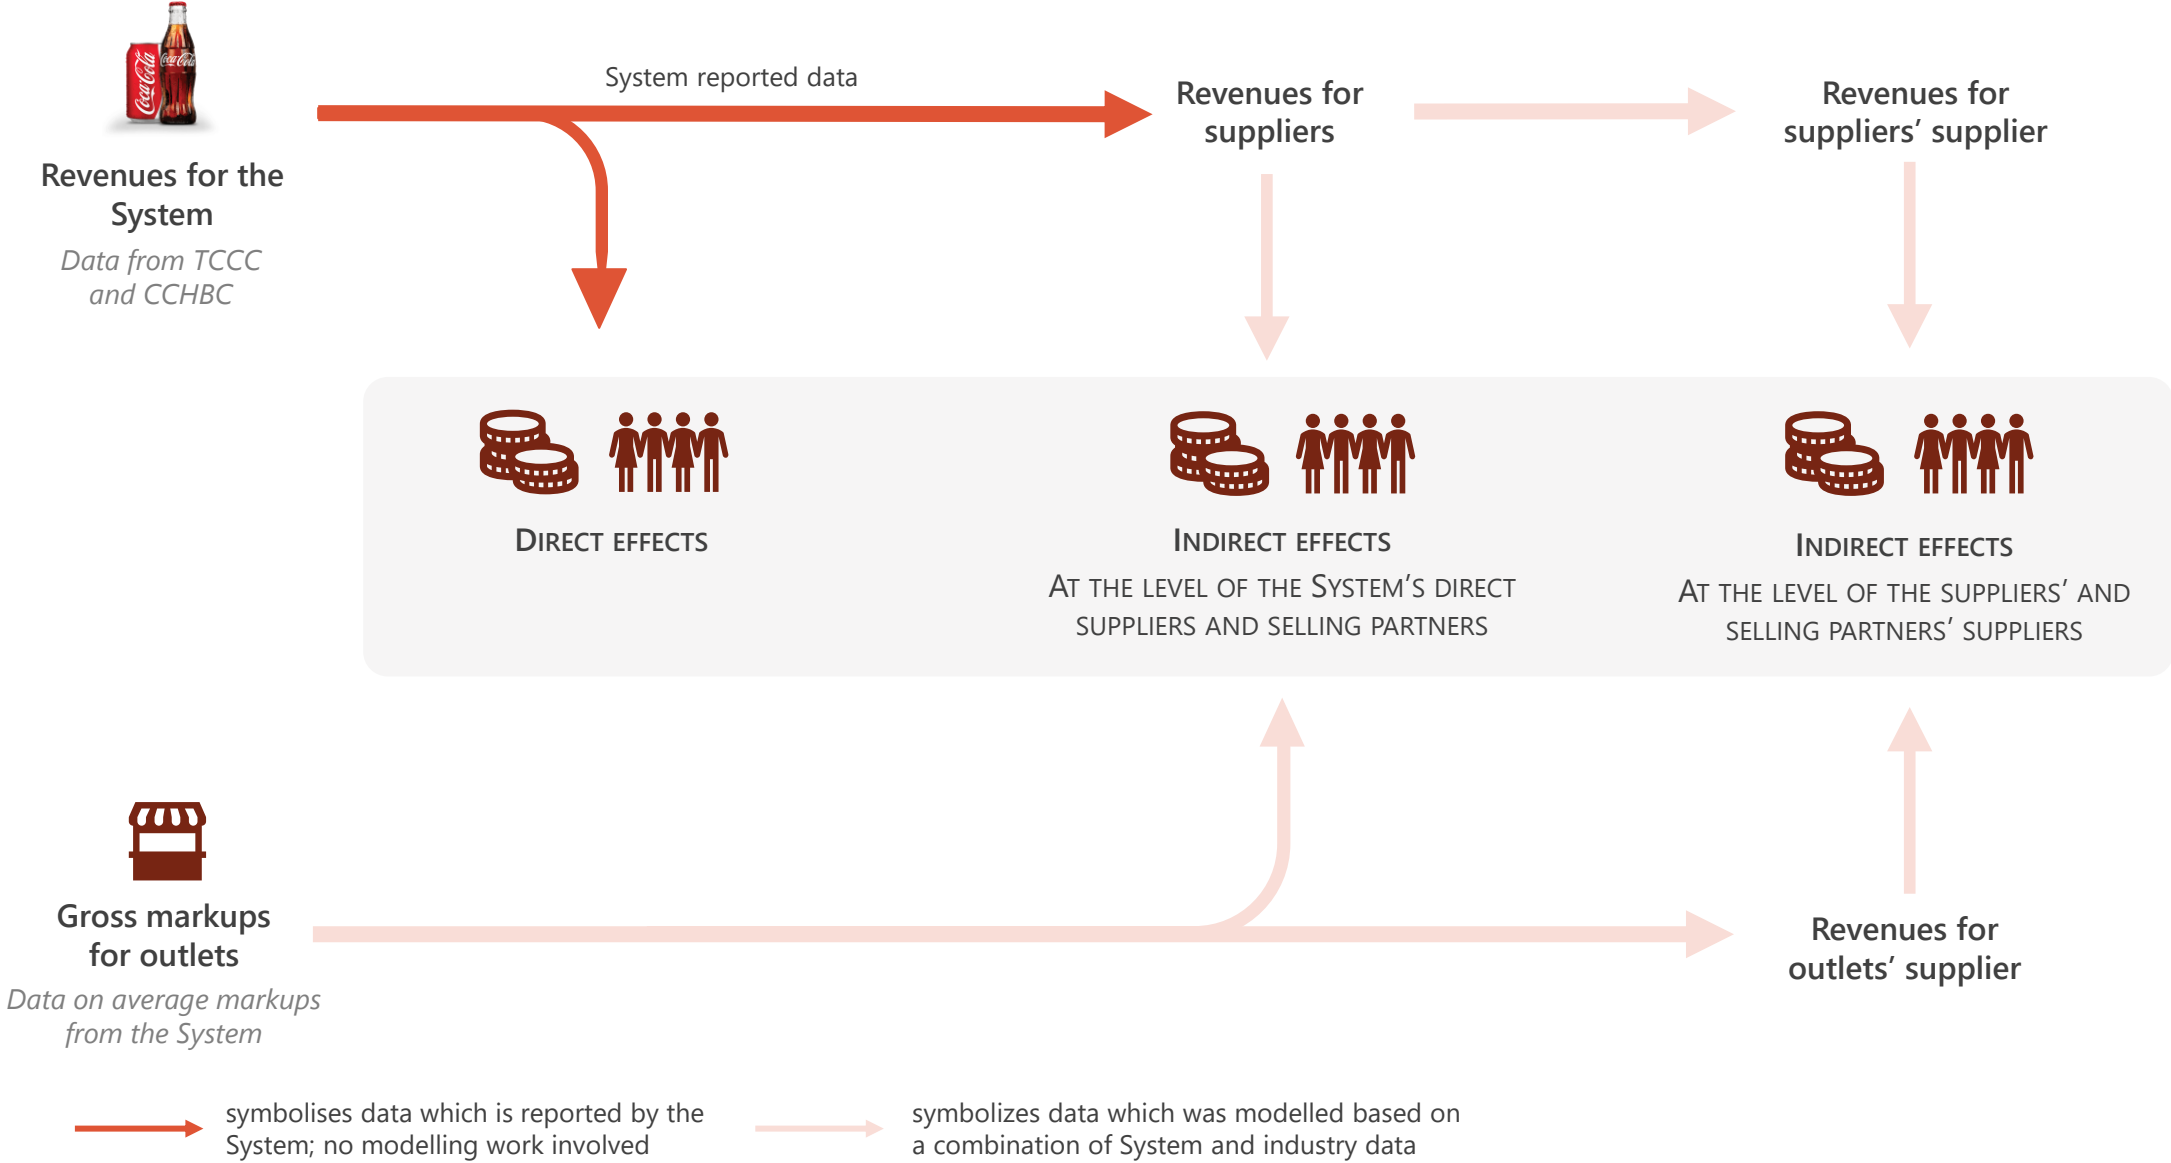 Coca-Cola
Coca-Cola
System reported data
Revenues for the
System
Data from TCCC
and CCHBC
Revenues for
suppliers
Revenues for
suppliers’ supplier
DIRECT EFFECTS
INDIRECT EFFECTS
AT THE LEVEL OF THE SYSTEM’S DIRECT
SUPPLIERS AND SELLING PARTNERS
INDIRECT EFFECTS
AT THE LEVEL OF THE SUPPLIERS’ AND
SELLING PARTNERS’ SUPPLIERS
Gross markups
for outlets
Data on average markups
from the System
Revenues for
outlets’ supplier
symbolises data which is reported by the
System; no modelling work involved
symbolizes data which was modelled based on
a combination of System and industry data